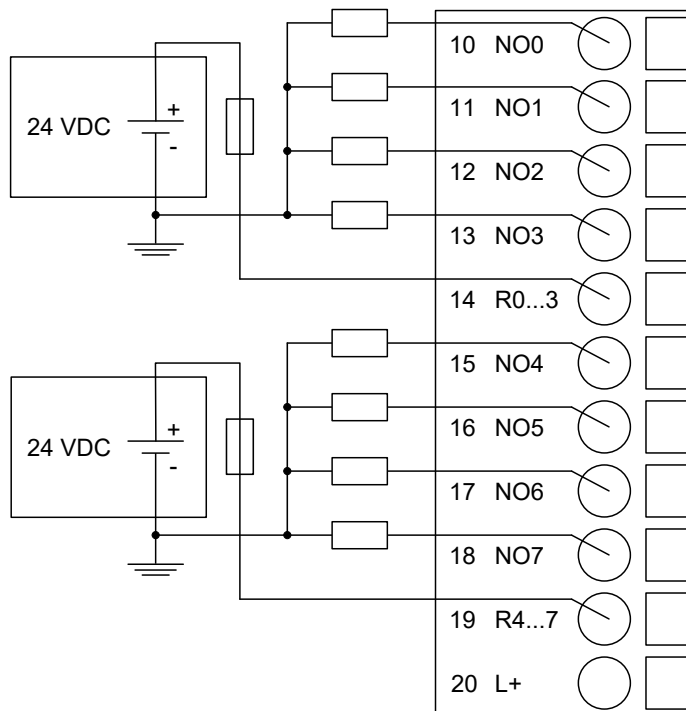 10 NO0
11 NO1
24 VDC
+
-
12 NO2
13 NO3
14 R0...3
15 NO4
16 NO5
24 VDC
+
-
17 NO6
18 NO7
19 R4...7
20 L+